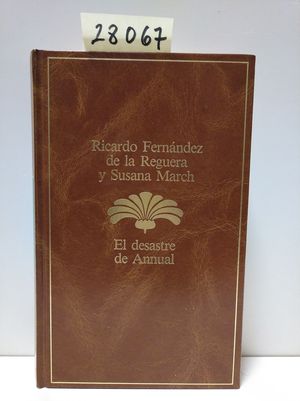 28067
Ricardo Fernández
de la Reguera
y Susana March
El desastre
de Annual